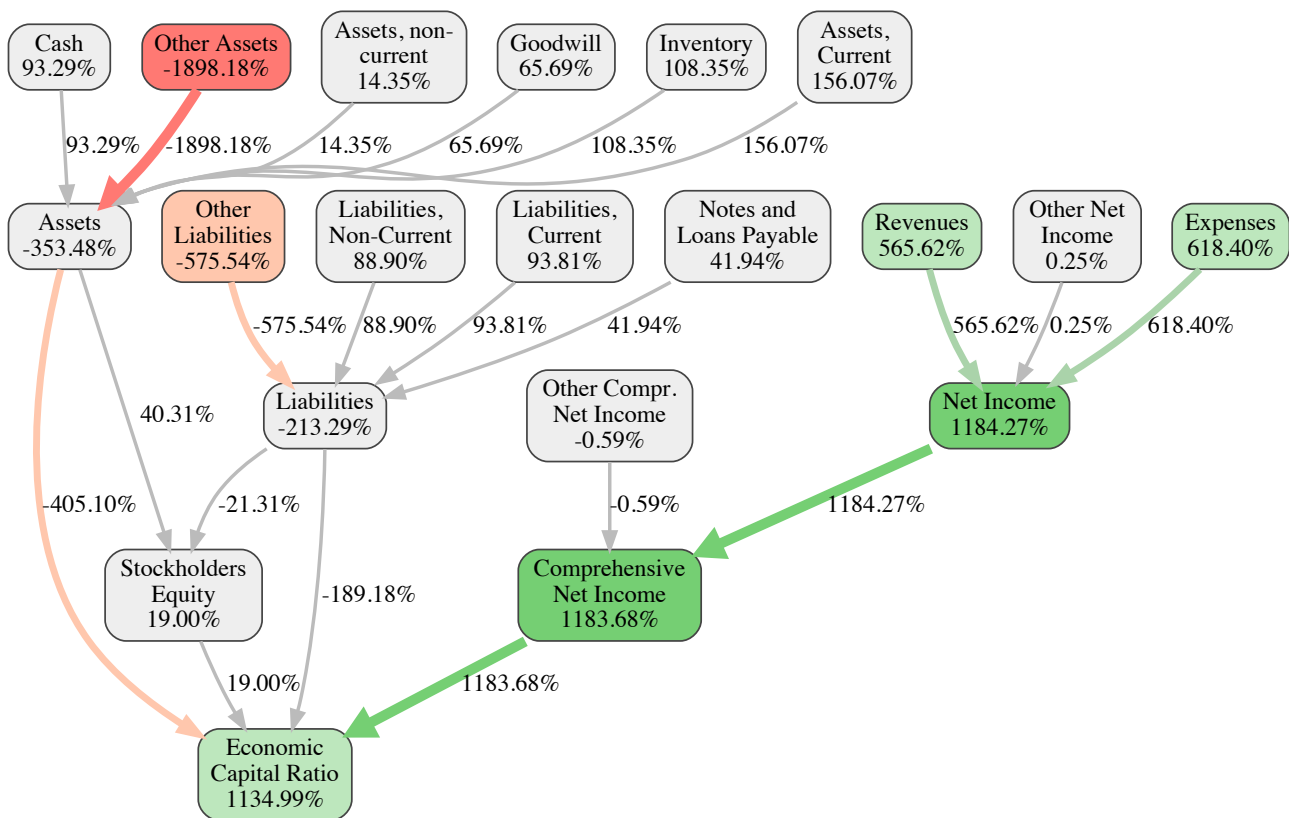 Cash
93.29%
Other Assets
-1898.18%
Assets, non-
current
14.35%
Goodwill
65.69%
Inventory
108.35%
Assets,
Current
156.07%
93.29%
-1898.18%
14.35%
65.69%
108.35%
156.07%
Assets
-353.48%
Other
Liabilities
-575.54%
Liabilities,
Non-Current
88.90%
Liabilities,
Current
93.81%
Notes and
Loans Payable
41.94%
Revenues
565.62%
Other Net
Income
0.25%
Expenses
618.40%
-575.54%
88.90%
93.81%
41.94%
565.62%
0.25%
618.40%
40.31%
Liabilities
-213.29%
Other Compr.
Net Income
-0.59%
Net Income
1184.27%
-405.10%
-21.31%
-0.59%
1184.27%
Stockholders
Equity
19.00%
-189.18%
Comprehensive
Net Income
1183.68%
19.00%
1183.68%
Economic
Capital Ratio
1134.99%